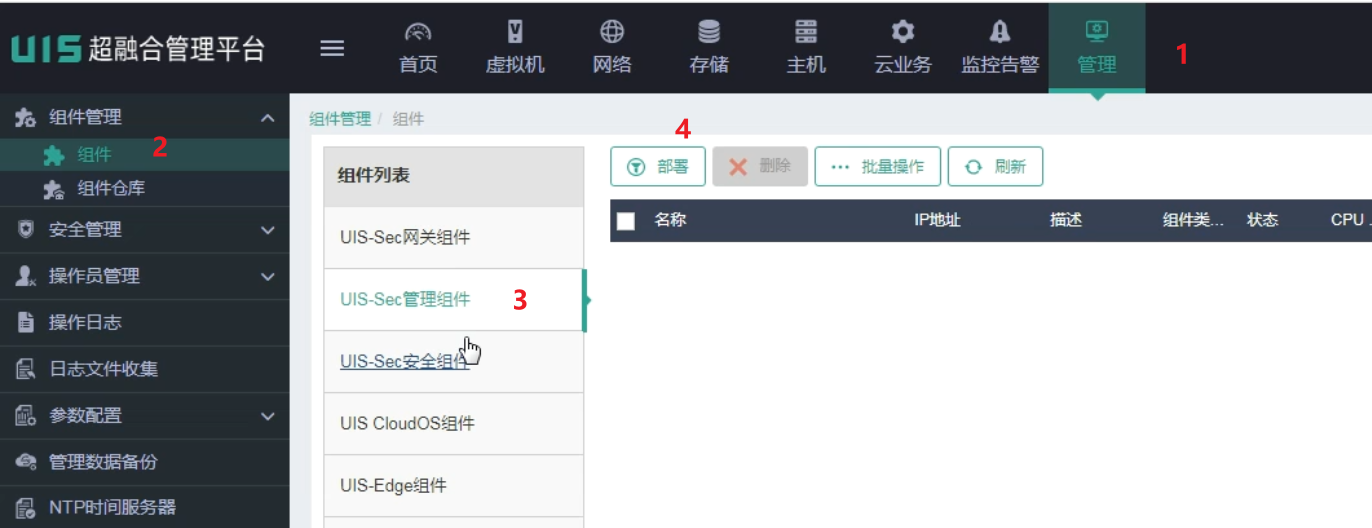 UIS 超融合管理平台
首页 虚拟机 网络 存储 主机 云业务 监控告警 管理 1
组件管理
组件 2
组件仓库
安全管理
操作员管理
操作日志
日志文件收集
参数配置
管理数据备份
NTP时间服务器
组件管理 / 组件
组件列表
UIS-Sec网关组件
UIS-Sec管理组件 3
UIS-Sec安全组件
UIS CloudOS组件
UIS-Edge组件
4
部署 删除 ··· 批量操作 刷新
名称 IP地址 描述 组件类... 状态 CPU .